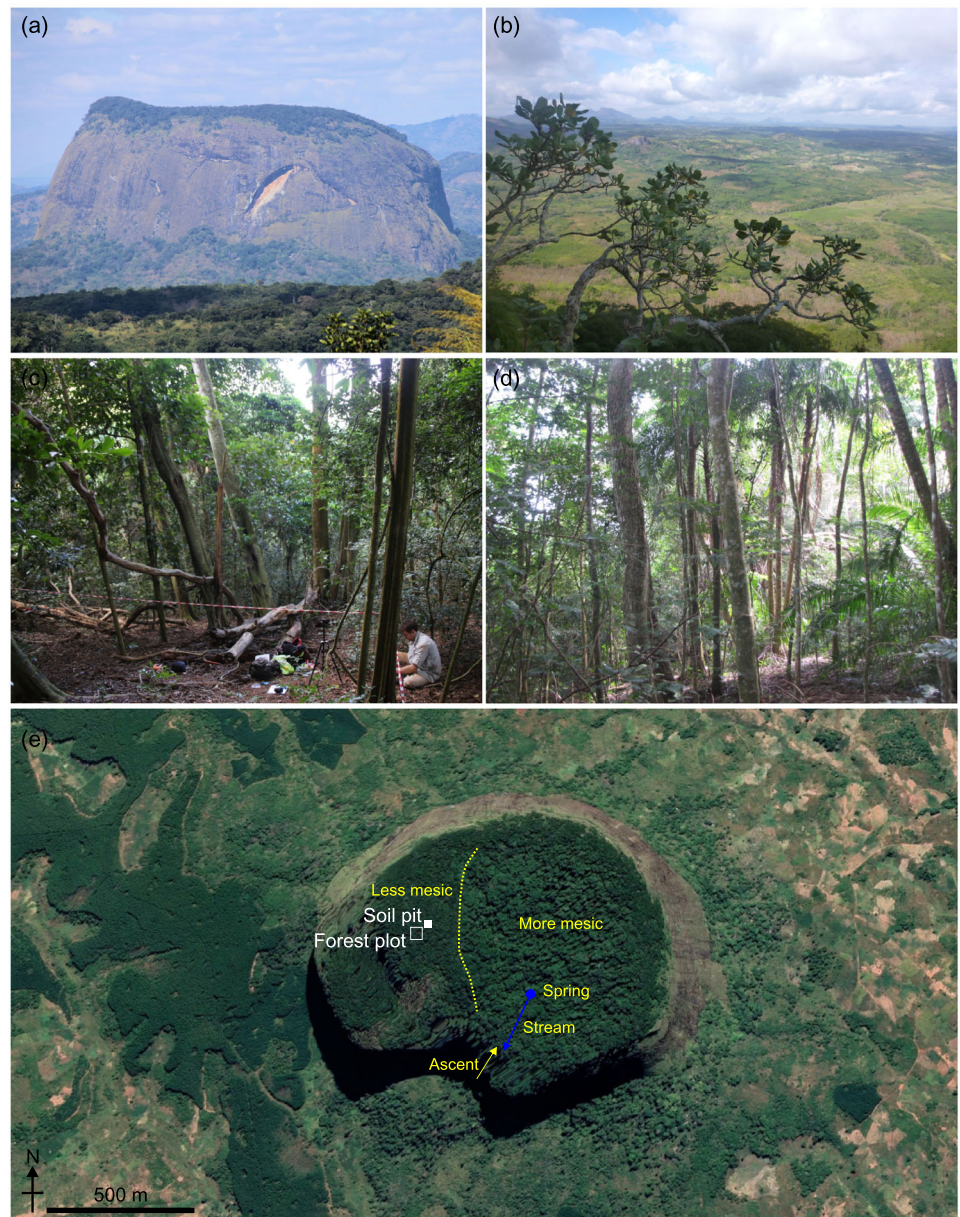 (a)
(b)
(c)
(d)
(e)
Less mesic
Soil pit
Forest plot
More mesic
Spring
Stream
Ascent
N
500 m